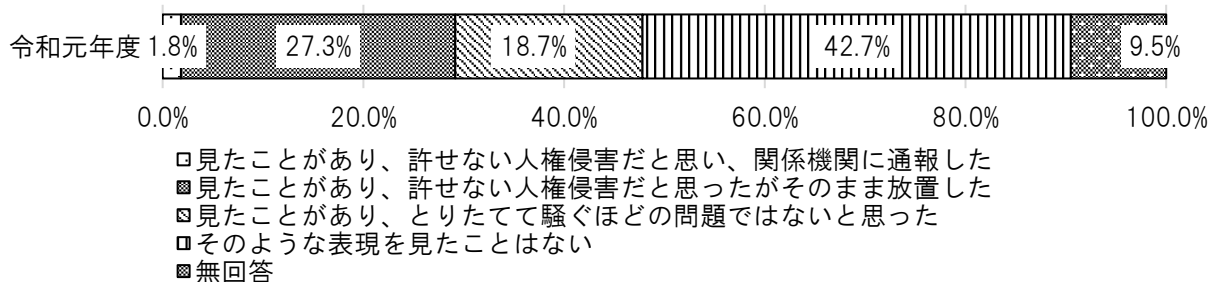 令和元年度 1.8% 27.3% 18.7% 42.7% 9.5%
0.0% 20.0% 40.0% 60.0% 80.0% 100.0%
見たことがあり、許せない人権侵害だと思い、関係機関に通報した
見たことがあり、許せない人権侵害だと思ったがそのまま放置した
見たことがあり、とりたてて騒ぐほどの問題ではないと思った
そのような表現を見たことはない
無回答